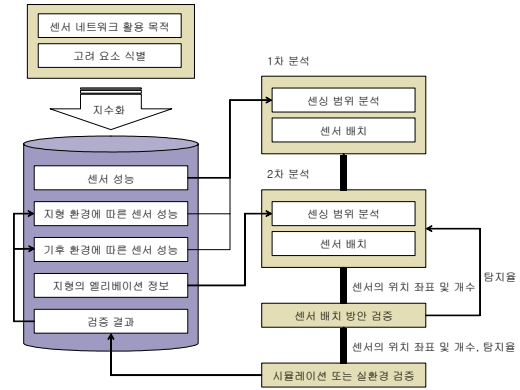 센서 네트워크 활용 목적
고려 요소 식별
지수화
센서 성능
지형 환경에 따른 센서 성능
기후 환경에 따른 센서 성능
지형의 엘리베이션 정보
검증 결과
1차 분석
센싱 범위 분석
센서 배치
2차 분석
센싱 범위 분석
센서 배치
센서의 위치 좌표 및 개수
탐지율
센서 배치 방안 검증
센서의 위치 좌표 및 개수, 탐지율
시뮬레이션 또는 실환경 검증